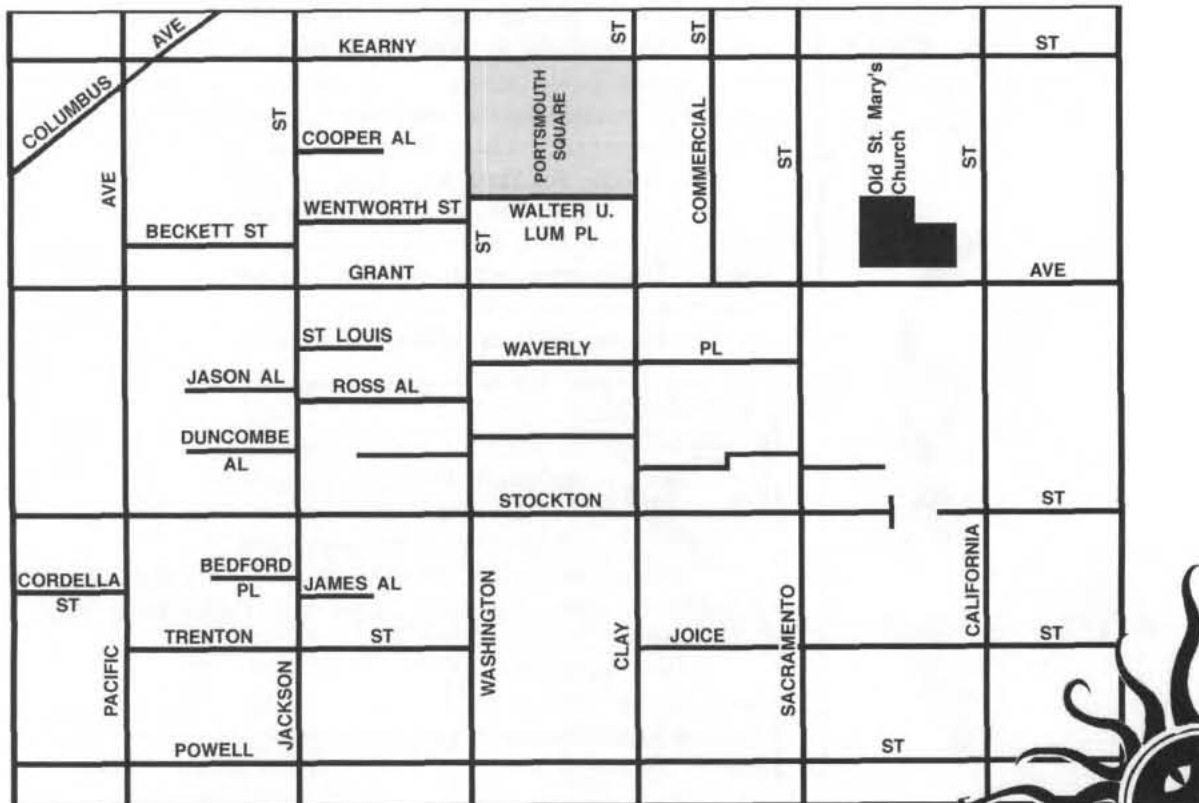 AVE
COLUMBUS
KEARNY
ST
ST
ST
AVE
ST
COOPER AL
PORTSMOUTH
SQUARE
COMMERCIAL
ST
Old St. Mary's
Church
ST
WENTWORTH ST
WALTER U.
LUM PL
BECKETT ST
ST
GRANT
AVE
ST LOUIS
WAVERLY
PL
JASON AL
ROSS AL
DUNCOMBE
AL
STOCKTON
ST
CORDELLA
ST
BEDFORD
PL
JAMES AL
WASHINGTON
CLAY
SACRAMENTO
CALIFORNIA
TRENTON
ST
JOICE
ST
PACIFIC
JACKSON
POWELL
ST